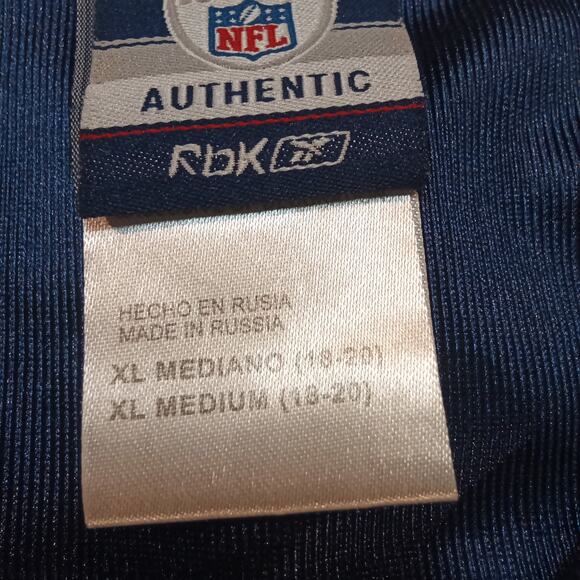 NFL
AUTHENTIC
RbK
HECHO EN RUSIA
MADE IN RUSSIA
XL MEDIANO (18-20)
XL MEDIUM (18-20)